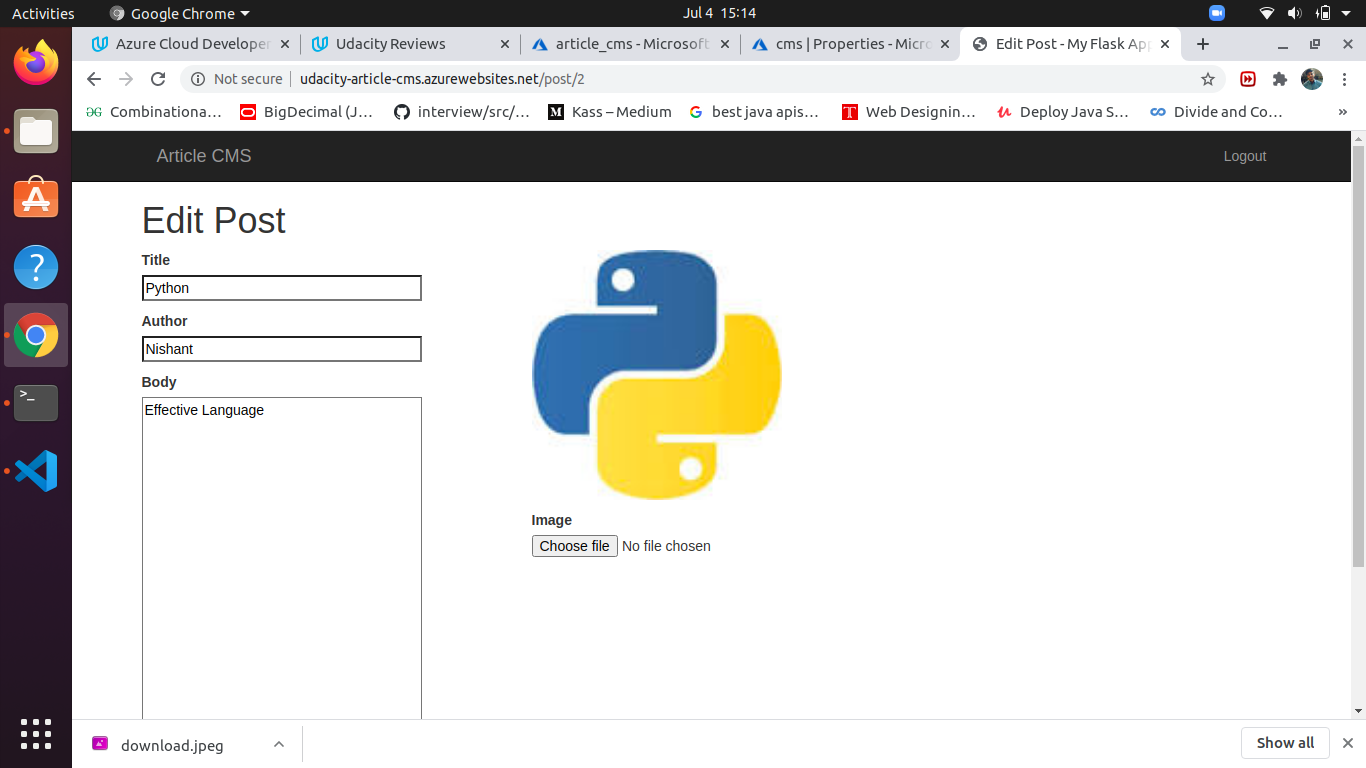 Activities
Google Chrome
Jul 4 15:14
Azure Cloud Developer
Udacity Reviews
article_cms - Microsoft
cms | Properties - Micro
Edit Post - My Flask App
Not secure
udacity-article-cms.azurewebsites.net/post/2
Combinationa...
BigDecimal (J...
interview/src/...
Kass – Medium
best java apis...
Web Designin...
Deploy Java S...
Divide and Co...
»
Article CMS
Logout
Edit Post
Title
Python
Author
Nishant
Body
Effective Language
Image
Choose file No file chosen
download.jpeg
Show all